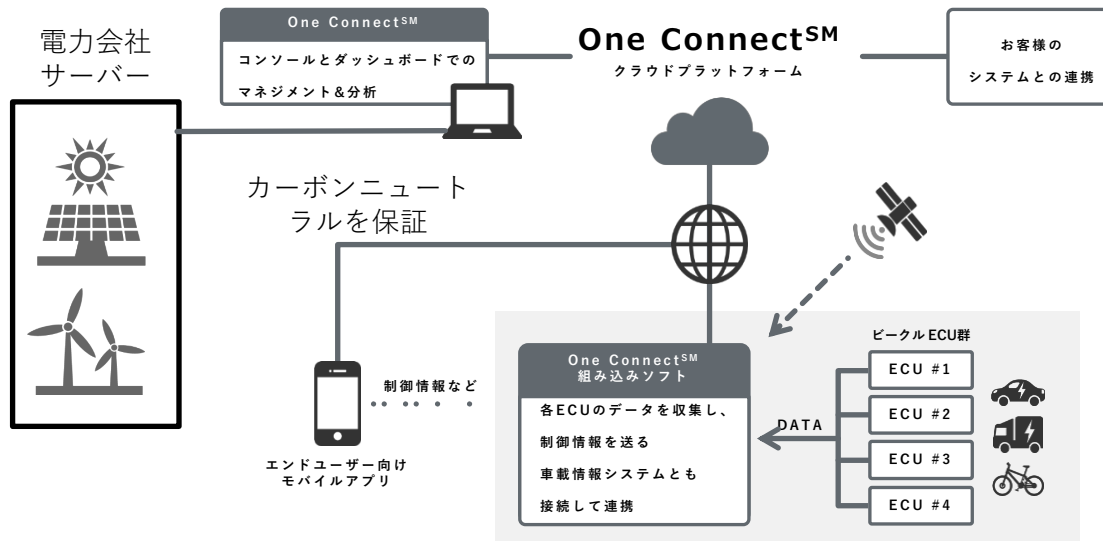 電力会社
サーバー
One Connect℠
コンソールとダッシュボードでの
マネジメント&分析
One Connect℠
クラウドプラットフォーム
お客様の
システムとの連携
カーボンニュート
ラルを保証
制御情報など
エンドユーザー向け
モバイルアプリ
One Connect℠
組み込みソフト
各ECUのデータを収集し、
制御情報を送る
車載情報システムとも
接続して連携
DATA
ビークル ECU群
ECU #1
ECU #2
ECU #3
ECU #4